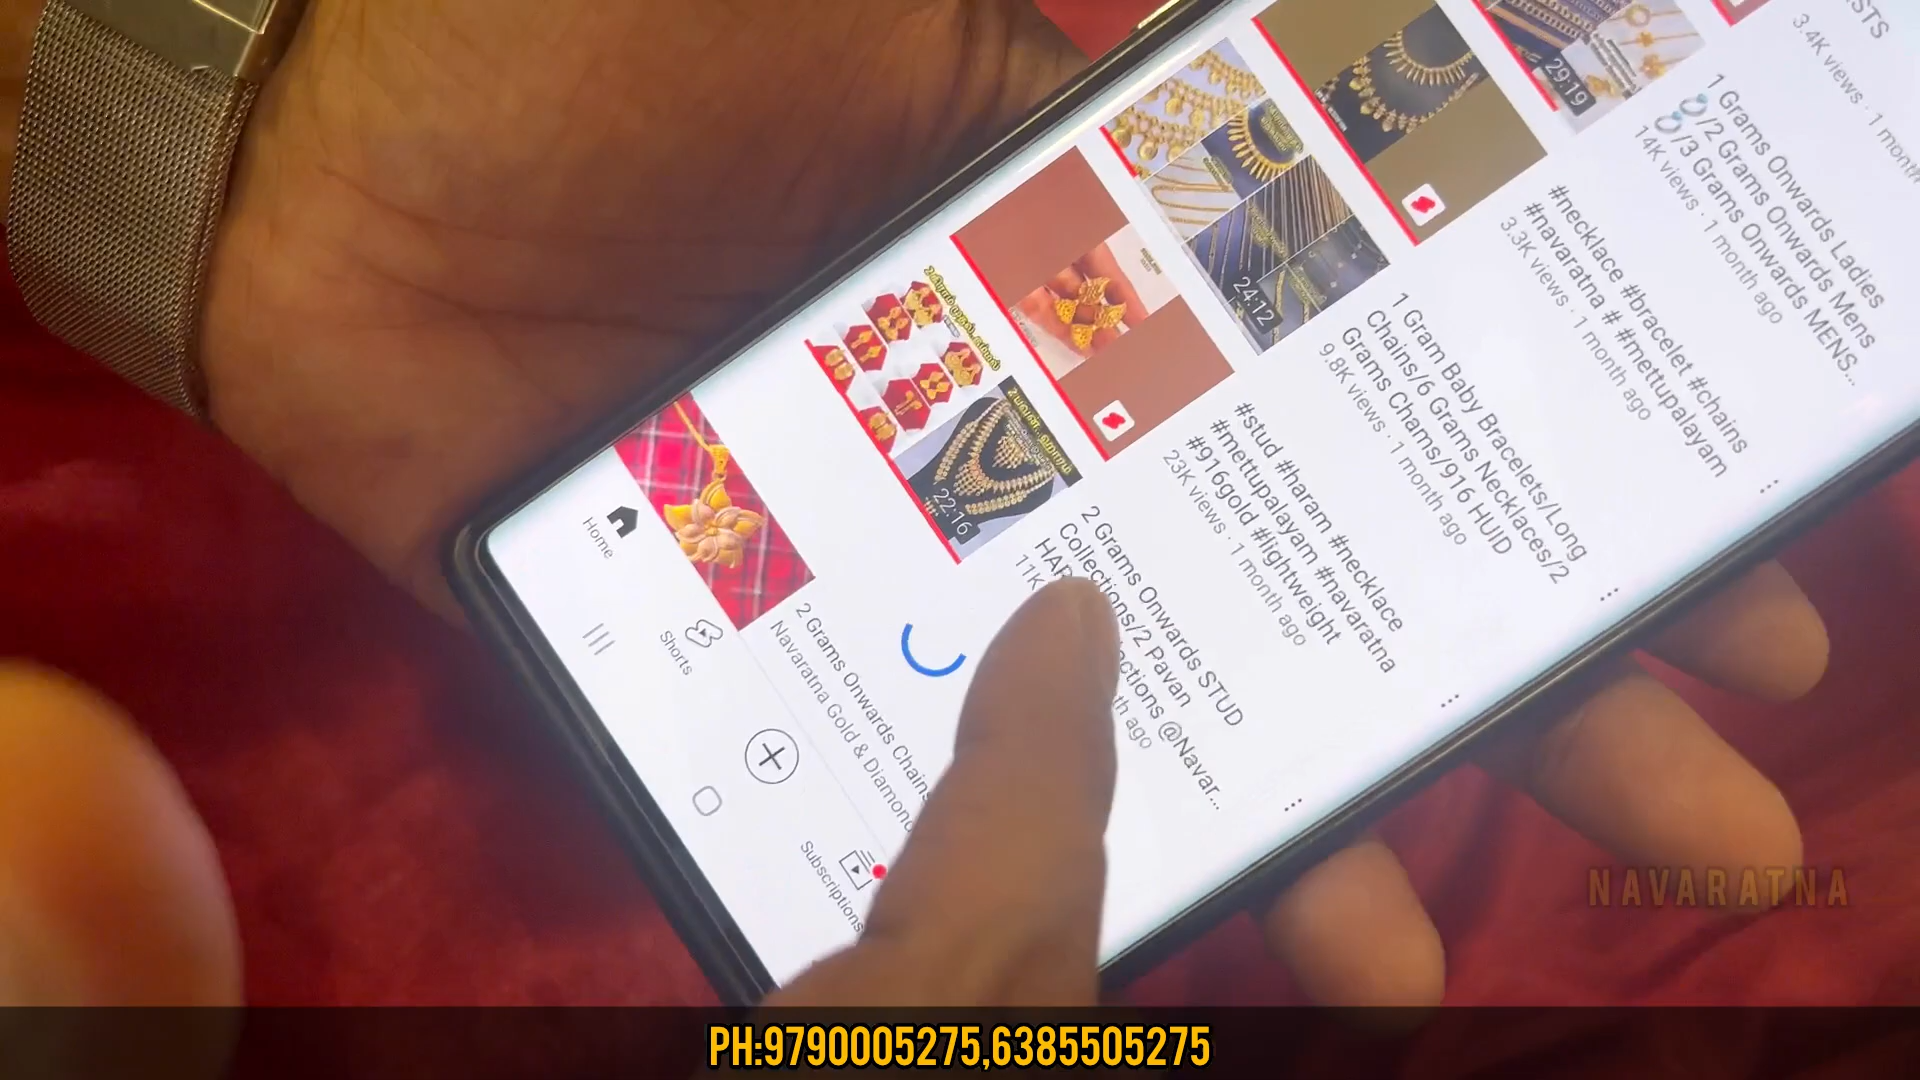 STS
3.4K views · 1 month
29:19
1 Grams Onwards Ladies
💍/2 Grams Onwards Mens
💍/3 Grams Onwards MENS...
14K views · 1 month ago
#necklace #bracelet #chains
#navaratna # #mettupalayam
3.3K views · 1 month ago
24:12
1 Gram Baby Bracelets/Long
Chains/6 Grams Necklaces/2
Grams Chams/916 HUID
9.8K views · 1 month ago
#stud #haram #necklace
#mettupalayam #navaratna
#916gold #lightweight
23K views · 1 month ago
22:16
2 Grams Onwards STUD
Collections/2 Pavan
@Navar...
11K
th ago
2 Grams Onwards Chains
Navaratna Gold & Diamond
Home
Shorts
Subscriptions
NAVARATNA
PH:9790005275,6385505275